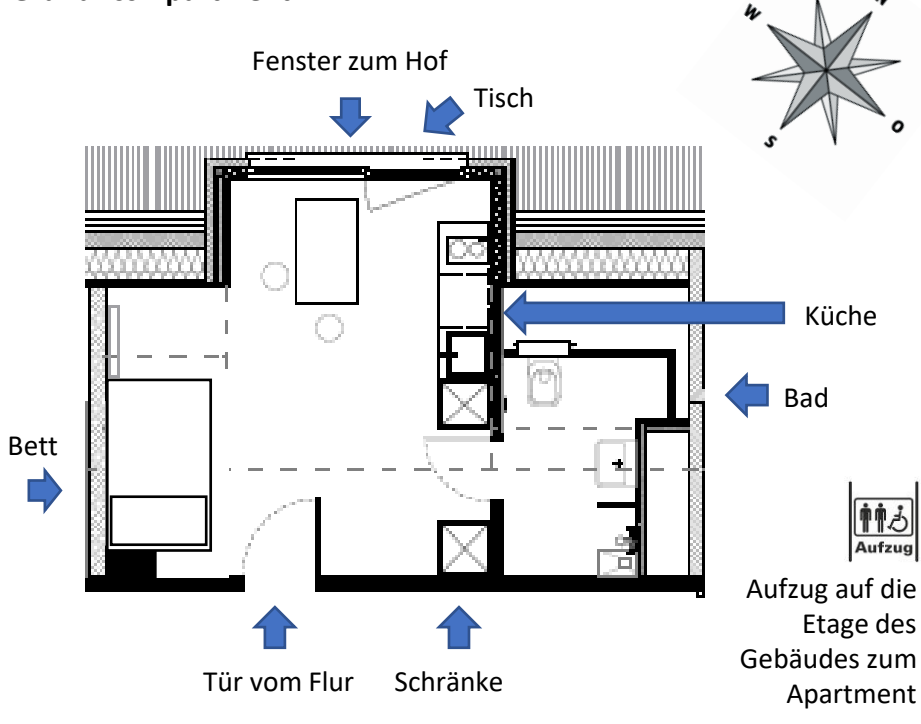 W
N
S
O
Fenster zum Hof
Tisch
Küche
Bad
Bett
Aufzug
Aufzug auf die
Etage des
Gebäudes zum
Apartment
Tür vom Flur
Schränke